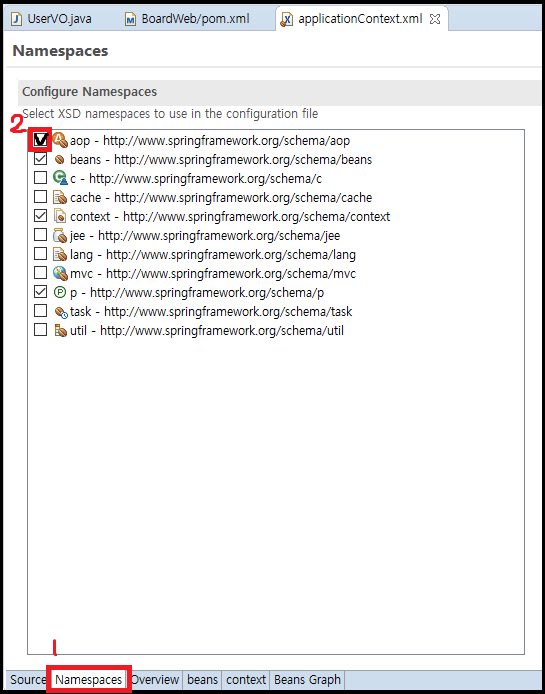 UserVO.java BoardWeb/pom.xml applicationContext.xml
Namespaces
Configure Namespaces
Select XSD namespaces to use in the configuration file
2
aop - http://www.springframework.org/schema/aop
beans - http://www.springframework.org/schema/beans
c - http://www.springframework.org/schema/c
cache - http://www.springframework.org/schema/cache
context - http://www.springframework.org/schema/context
jee - http://www.springframework.org/schema/jee
lang - http://www.springframework.org/schema/lang
mvc - http://www.springframework.org/schema/mvc
p - http://www.springframework.org/schema/p
task - http://www.springframework.org/schema/task
util - http://www.springframework.org/schema/util
1
Source Namespaces Overview beans context Beans Graph